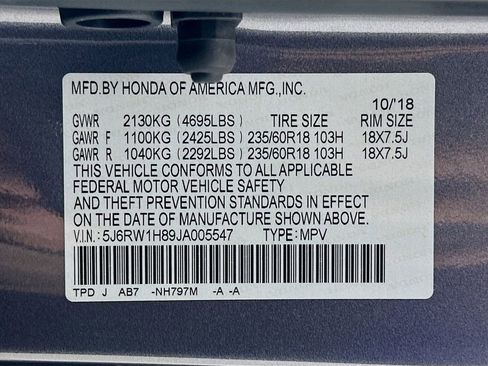 MFD.BY HONDA OF AMERICA MFG.,INC.
10/'18
GVWR 2130KG (4695LBS) TIRE SIZE RIM SIZE
GAWR F 1100KG (2425LBS) 235/60R18 103H 18X7.5J
GAWR R 1040KG (2292LBS) 235/60R18 103H 18X7.5J
THIS VEHICLE CONFORMS TO ALL APPLICABLE
FEDERAL MOTOR VEHICLE SAFETY
AND THEFT PREVENTION STANDARDS IN EFFECT
ON THE DATE OF MANUFACTURE SHOWN ABOVE.
V.I.N.: 5J6RW1H89JA005547 TYPE: MPV
TPD J AB7 -NH797M -A -A